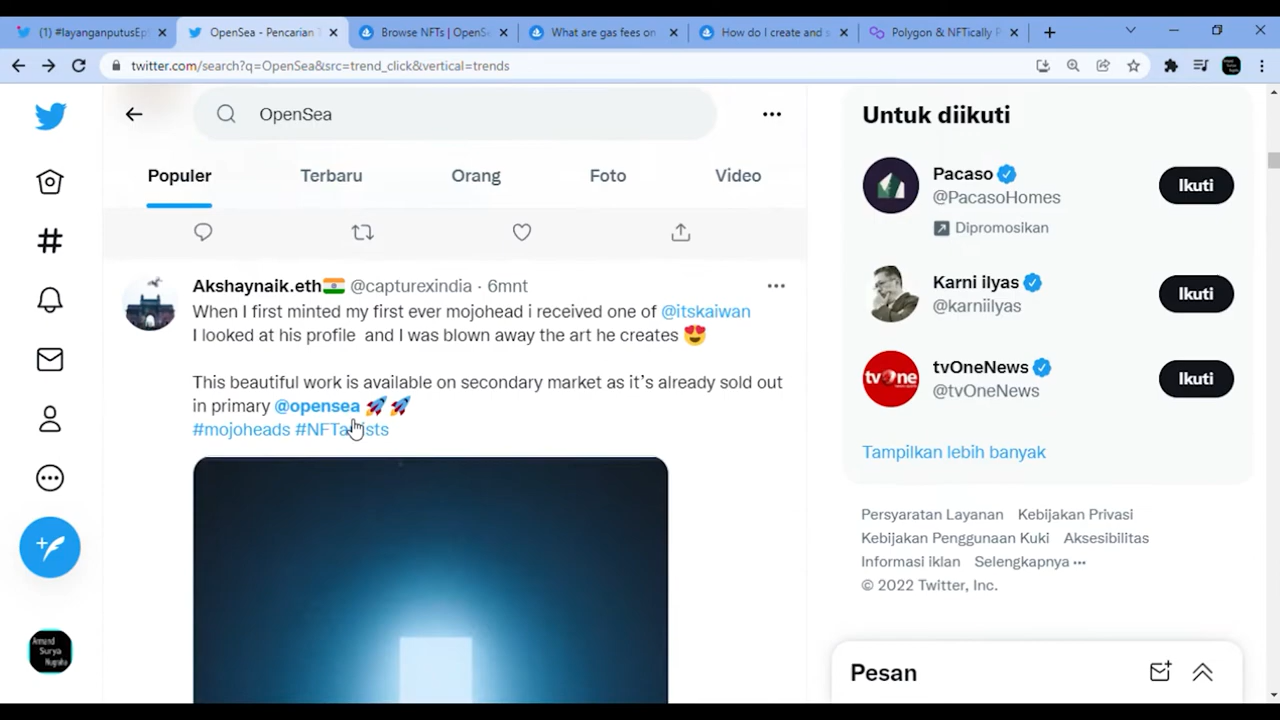 (1) #layanganputusEp
OpenSea - Pencarian
Browse NFTs | OpenSe
What are gas fees on
How do I create and s
Polygon & NFTically P
twitter.com/search?q=OpenSea&src=trend_click&vertical=trends
OpenSea
Populer
Terbaru
Orang
Foto
Video
Akshaynaik.eth🇮🇳 @capturexindia · 6mnt
When I first minted my first ever mojohead i received one of @itskaiwan
I looked at his profile and I was blown away the art he creates 😍
This beautiful work is available on secondary market as it’s already sold out
in primary @opensea 🚀🚀
#mojoheads #NFTartists
Untuk diikuti
Pacaso
@PacasoHomes
Dipromosikan
Ikuti
Karni ilyas
@karniilyas
Ikuti
tvOne
tvOneNews
@tvOneNews
Ikuti
Tampilkan lebih banyak
Persyaratan Layanan Kebijakan Privasi
Kebijakan Penggunaan Kuki Aksesibilitas
Informasi iklan Selengkapnya ···
© 2022 Twitter, Inc.
Armand
Surya
Nugraha
Pesan